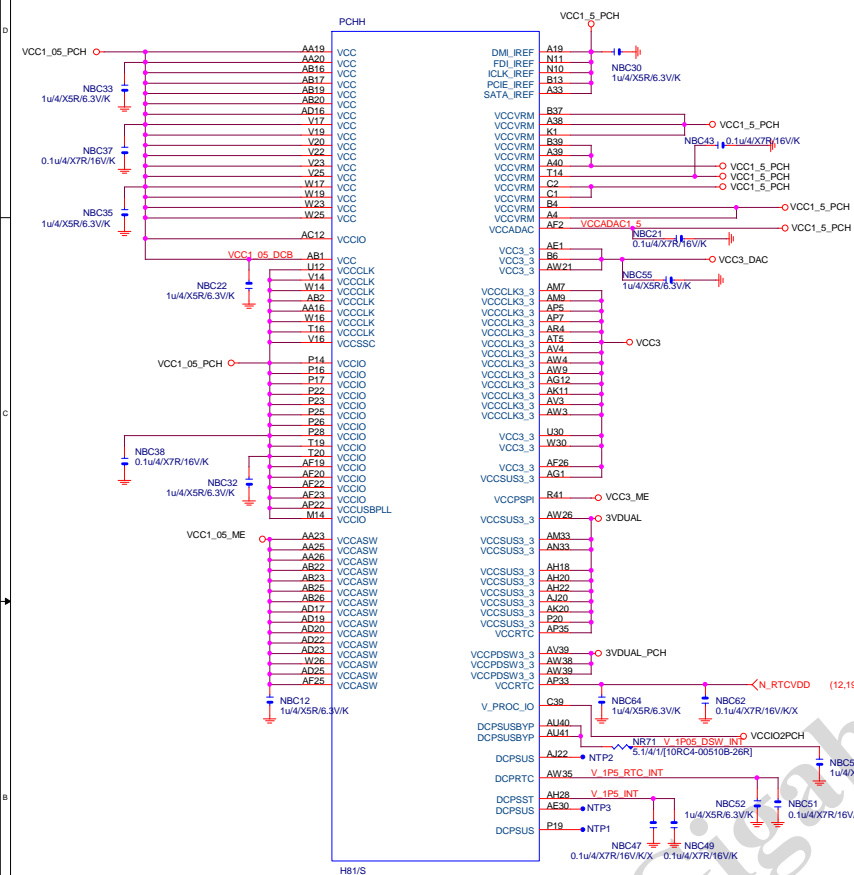 VCC1_5_PCH
D
PCHH
VCC1_05_PCH
AA19 VCC DMI_IREF A19
AA20 VCC FDI_IREF N11
AB16 VCC ICLK_IREF N10 NBC30
NBC33 AB17 VCC PCIE_IREF B13 1u/4/X5R/6.3V/K
1u/4/X5R/6.3V/K AB19 VCC SATA_IREF A33
AB20 VCC
AD16 VCC VCCVRM B37
V17 VCC VCCVRM A38 VCC1_5_PCH
V19 VCC VCCVRM K1
NBC37 V20 VCC VCCVRM B39 NBC43 0.1u/4/X7R/16V/K
0.1u/4/X7R/16V/K V22 VCC VCCVRM A39
V23 VCC VCCVRM A40 VCC1_5_PCH
V25 VCC VCCVRM T14 VCC1_5_PCH
W17 VCC VCCVRM C2 VCC1_5_PCH
W19 VCC VCCVRM C1
NBC35 W23 VCC VCCVRM B4 VCC1_5_PCH
1u/4/X5R/6.3V/K W25 VCC VCCVRM A4
VCCADAC AF2 VCCADAC1_5 VCC1_5_PCH
AC12 VCCIO NBC21
0.1u/4/X7R/16V/K
VCC3_3 AE1
VCC1_05_DCB AB1 VCC VCC3_3 B6 VCC3_DAC
U12 VCCCLK VCC3_3 AW21
V14 VCCCLK NBC55
NBC22 W14 VCCCLK VCCCLK3_3 AM7 1u/4/X5R/6.3V/K
1u/4/X5R/6.3V/K AB2 VCCCLK VCCCLK3_3 AM9
AA16 VCCCLK VCCCLK3_3 AP5
W16 VCCCLK VCCCLK3_3 AP7
T16 VCCCLK VCCCLK3_3 AR4
V16 VCCSSC VCCCLK3_3 AT5 VCC3
VCCCLK3_3 AV4
VCC1_05_PCH P14 VCCIO VCCCLK3_3 AW4
P16 VCCIO VCCCLK3_3 AW9
P17 VCCIO VCCCLK3_3 AG12
P22 VCCIO VCCCLK3_3 AK11
P23 VCCIO VCCCLK3_3 AV3
C P25 VCCIO VCCCLK3_3 AW3
P26 VCCIO
P28 VCCIO VCC3_3 U30
T19 VCCIO VCC3_3 W30
NBC38 T20 VCCIO
0.1u/4/X7R/16V/K AF19 VCCIO VCC3_3 AF26
NBC32 AF20 VCCIO VCCSUS3_3 AG1
1u/4/X5R/6.3V/K AF22 VCCIO
AF23 VCCIO VCCPSPI R41 VCC3_ME
AP22 VCCUSBPLL
M14 VCCIO VCCSUS3_3 AW26 3VDUAL
VCC1_05_ME AA23 VCCASW VCCSUS3_3 AM33
AA25 VCCASW VCCSUS3_3 AN33
AA26 VCCASW
AB22 VCCASW VCCSUS3_3 AH18
AB23 VCCASW VCCSUS3_3 AH20
AB25 VCCASW VCCSUS3_3 AH22
AB26 VCCASW VCCSUS3_3 AJ20
AD17 VCCASW VCCSUS3_3 AK20
AD19 VCCASW VCCSUS3_3 P20
AD20 VCCASW VCCRTC AP35
AD22 VCCASW
AD23 VCCASW VCCPDSW3_3 AV39 3VDUAL_PCH
W26 VCCASW VCCPDSW3_3 AW38
AD25 VCCASW VCCPDSW3_3 AW39
AF25 VCCASW VCCRTC AP33 N_RTCVDD (12,19
NBC12 V_PROC_IO C39 NBC64 NBC62
1u/4/X5R/6.3V/K 1u/4/X5R/6.3V/K 0.1u/4/X7R/16V/K/X
DCPSUSBYP AU40
DCPSUSBYP AU41 VCCIO2PCH
NR71 V_1P05_DSW_INT
5.1/4/1/[10RC4-00510B-26R]
DCPSUS AJ22 NTP2 NBC5
1u/4/X
DCPRTC AW35 V_1P5_RTC_INT
B DCPSST AH28 V_1P5_INT
DCPSUS AE30 NTP3 NBC52 NBC51
1u/4/X5R/6.3V/K 0.1u/4/X7R/16V/
DCPSUS P19 NTP1
NBC47 NBC49
0.1u/4/X7R/16V/K/X 0.1u/4/X7R/16V/K
H81/S
Gigab